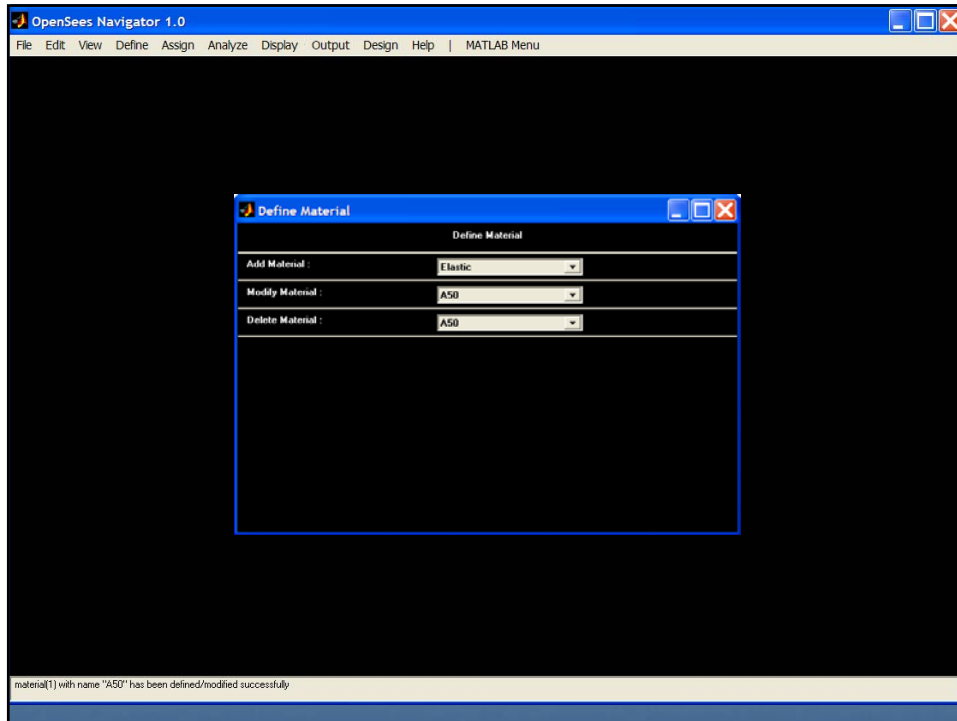 OpenSees Navigator 1.0
File Edit View Define Assign Analyze Display Output Design Help | MATLAB Menu
Define Material
Define Material
Add Material : Elastic
Modify Material : A50
Delete Material : A50
material(1) with name "A50" has been defined/modified successfully